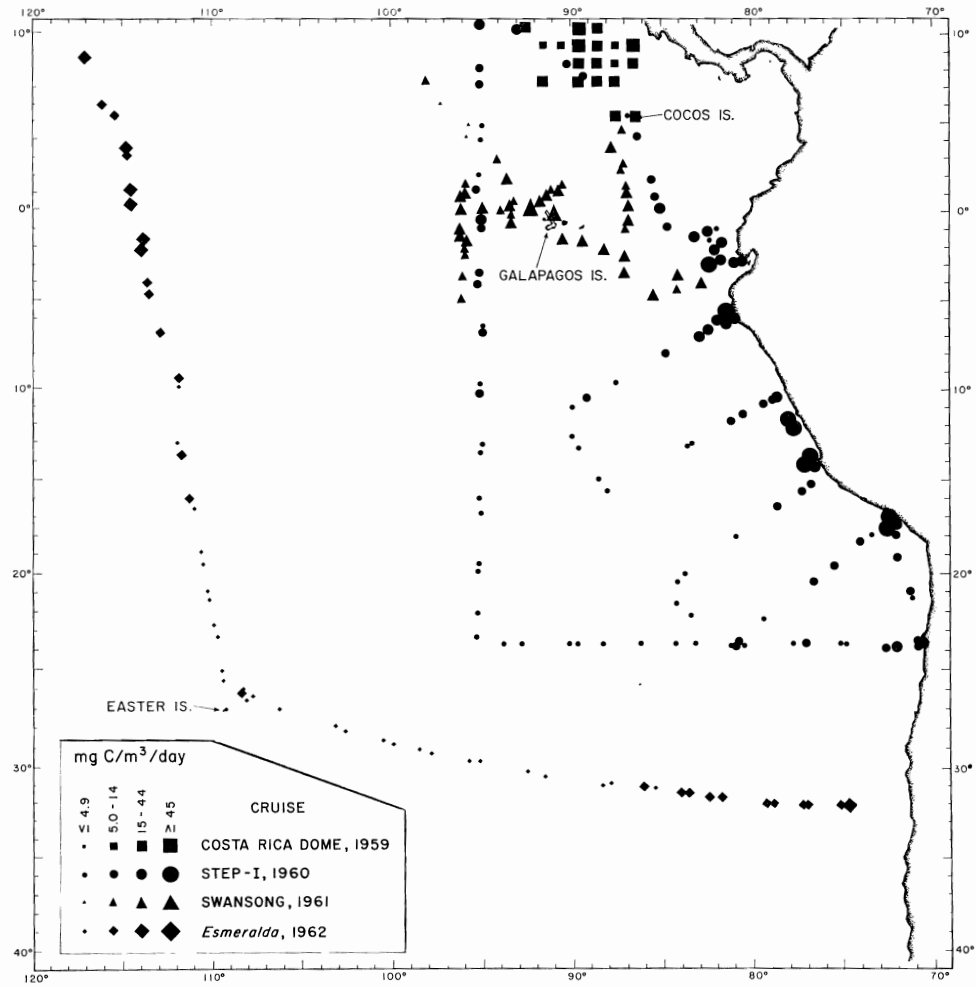 120° 110° 100° 90° 80° 70°
10° 10°
COCOS IS.
0° 0°
GALAPAGOS IS.
10° 10°
20° 20°
EASTER IS.
mg C/m³/day
30° 30°
≤ 4.9 5.0-14 15-44 ≥ 45 CRUISE
COSTA RICA DOME, 1959
STEP-I, 1960
SWANSONG, 1961
Esmeralda, 1962
40° 40°
120° 110° 100° 90° 80° 70°